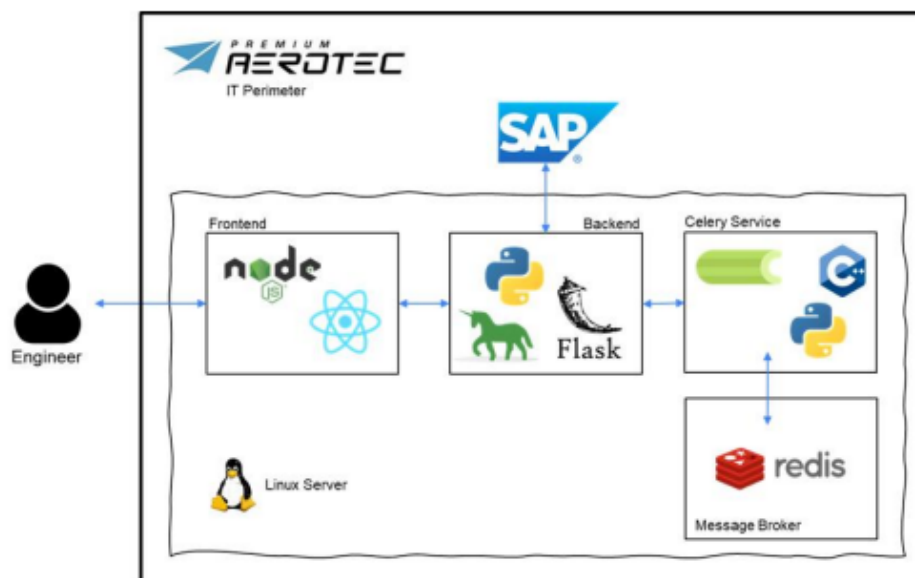 PREMIUM
AEROTEC
IT Perimeter
SAP
®
Frontend
Backend
Celery Service
node
JS
C++
Flask
Engineer
redis
Linux Server
Message Broker